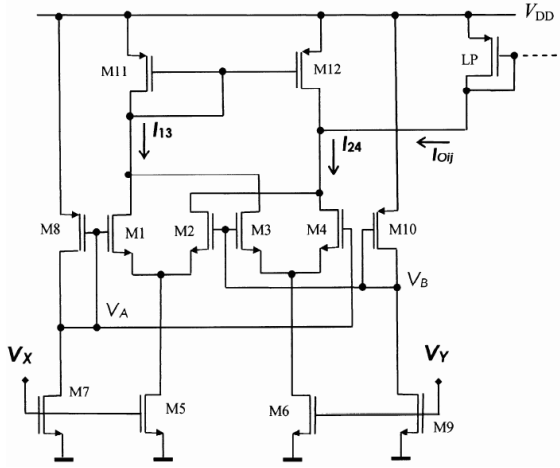 V_DD
M11
M12
LP
I_13
I_24
I_Oij
M8
M1
M2
M3
M4
M10
V_A
V_B
V_X
V_Y
M7
M5
M6
M9